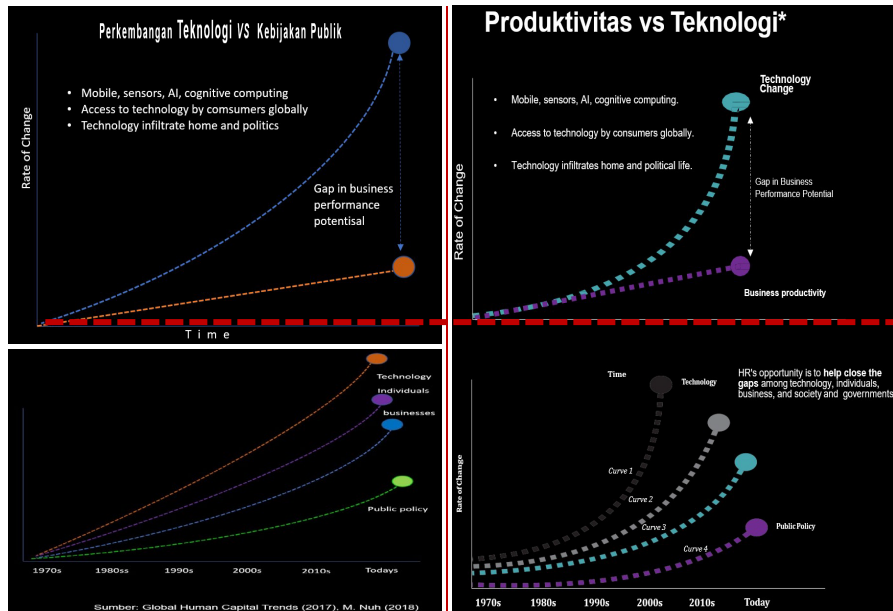 Perkembangan Teknologi VS Kebijakan Publik
Rate of Change
• Mobile, sensors, AI, cognitive computing
• Access to technology by comsumers globally
• Technology infiltrate home and politics
Gap in business
performance
potentisal
Time
Produktivitas vs Teknologi*
Rate of Change
• Mobile, sensors, AI, cognitive computing.
• Access to technology by consumers globally.
• Technology infiltrates home and political life.
Technology
Change
Gap in Business
Performance Potential
Business productivity
Technology
Individuals
businesses
Public policy
1970s 1980s 1990s 2000s 2010s Todays
Sumber: Global Human Capital Trends (2017), M. Nuh (2018)
Time
Technology
HR's opportunity is to help close the
gaps among technology, individuals,
business, and society and governments
Rate of Change
Curve 1
Curve 2
Curve 3
Curve 4
Public Policy
1970s 1980s 1990s 2000s 2010s Today